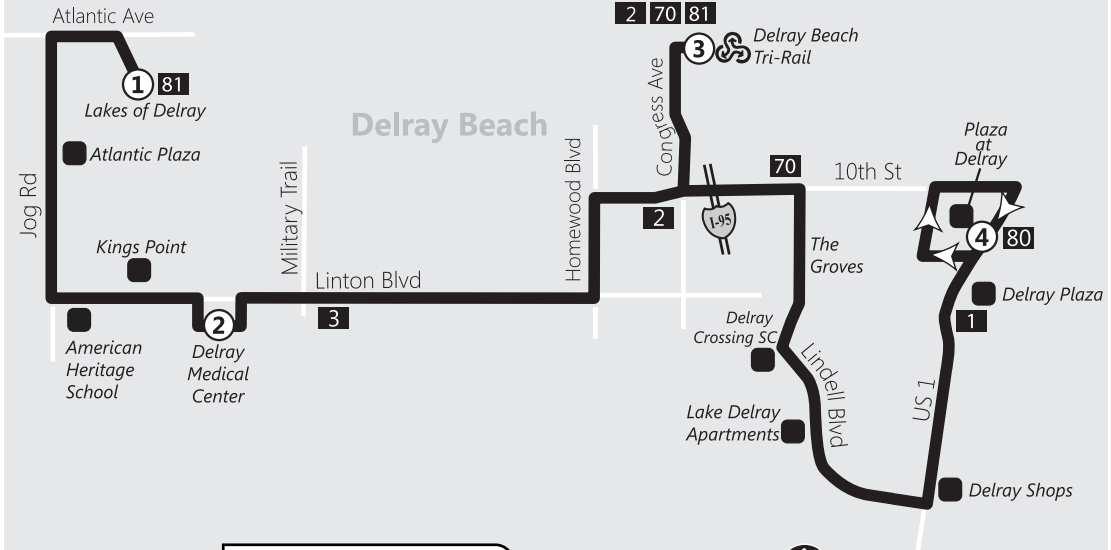 Atlantic Ave
1
81
Lakes of Delray
Atlantic Plaza
Jog Rd
Kings Point
American
Heritage
School
2
Delray
Medical
Center
Military Trail
Linton Blvd
3
Delray Beach
Homewood Blvd
2 70 81
3
Delray Beach
Tri-Rail
Congress Ave
2
I-95
70
10th St
The
Groves
Delray
Crossing SC
Lindell Blvd
Lake Delray
Apartments
Plaza
at
Delray
4
80
Delray Plaza
1
US 1
Delray Shops